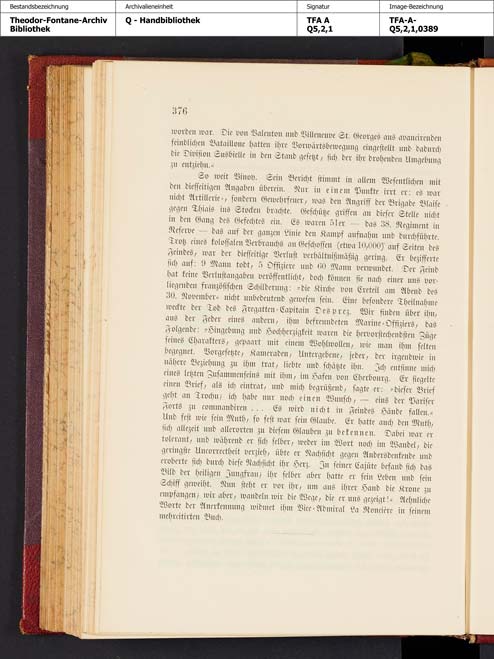 Bestandsbezeichnung
Theodor-Fontane-Archiv
Bibliothek
Archivalieneinheit
Q - Handbibliothek
Signatur
TFA A
Q5,2,1
Image-Bezeichnung
TFA-A-
Q5,2,1,0389
376
worden war. Die von Valenton und Villeneuve St. Georges aus avancirenden
feindlichen Bataillone hatten ihre Vorwärtsbewegung eingestellt und dadurch
die Division Susbielle in den Stand gesetzt, sich der ihr drohenden Umgebung
zu entziehn.«
So weit Vinoy. Sein Bericht stimmt in allem Wesentlichen mit
den diesseitigen Angaben überein. Nur in einem Punkte irrt er: es war
nicht Artillerie-, sondern Gewehrfeuer, was den Angriff der Brigade Blaise
gegen Thiais ins Stocken brachte. Geschütze griffen an dieser Stelle nicht
in den Gang des Gefechtes ein. Es waren 51er — das 38. Regiment in
Reserve — das auf der ganzen Linie den Kampf aufnahm und durchführte.
Trotz eines kolossalen Verbrauchs an Geschossen (etwa 10,000) auf Seiten des
Feindes, war der diesseitige Verlust verhältnißmäßig gering. Er bezifferte
sich auf: 9 Mann todt, 5 Offiziere und 60 Mann verwundet. Der Feind
hat keine Verlustangaben veröffentlicht, doch können sie nach einer uns vor-
liegenden französischen Schilderung: »die Kirche von Creteil am Abend des
30. November« nicht unbedeutend gewesen sein. Eine besondere Theilnahme
weckte der Tod des Fregatten-Capitain Desprez. Wir finden über ihn,
aus der Feder eines andern, ihm befreundeten Marine-Offiziers, das
Folgende: »Hingebung und Hochherzigkeit waren die hervorstechendsten Züge
seines Charakters, gepaart mit einem Wohlwollen, wie man ihm selten
begegnet. Vorgesetzte, Kameraden, Untergebene, jeder, der irgendwie in
nähere Beziehung zu ihm trat, liebte und schätzte ihn. Ich entsinne mich
eines letzten Zusammenseins mit ihm, im Hafen von Cherbourg. Er siegelte
einen Brief, als ich eintrat, und mich begrüßend, sagte er: »dieser Brief
geht an Trochu; ich habe nur noch einen Wunsch, — eins der Pariser
Forts zu commandiren ... Es wird nicht in Feindes Hände fallen.«
Und fest wie sein Muth, so fest war sein Glaube. Er hatte auch den Muth,
sich allezeit und allerorten zu diesem Glauben zu bekennen. Dabei war er
tolerant, und während er sich selber, weder im Wort noch im Wandel, die
geringste Uncorrectheit verzieh, übte er Nachsicht gegen Andersdenkende und
eroberte sich durch diese Nachsicht ihr Herz. In seiner Cajüte befand sich das
Bild der heiligen Jungfrau; ihr selber aber hatte er sein Leben und sein
Schiff geweiht. Nun steht er vor ihr, um aus ihrer Hand die Krone zu
empfangen; wir aber, wandeln wir die Wege, die er uns gezeigt!« Aehnliche
Worte der Anerkennung widmet ihm Vice-Admiral La Roncière in seinem
mehrcitirten Buch.